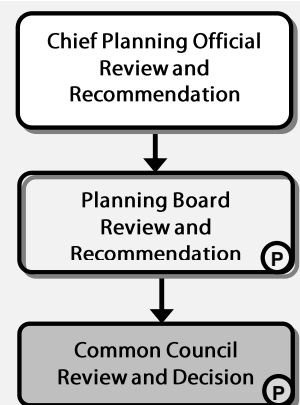 Chief Planning Official
Review and
Recommendation
Planning Board
Review and
Recommendation
P
Common Council
Review and Decision
P